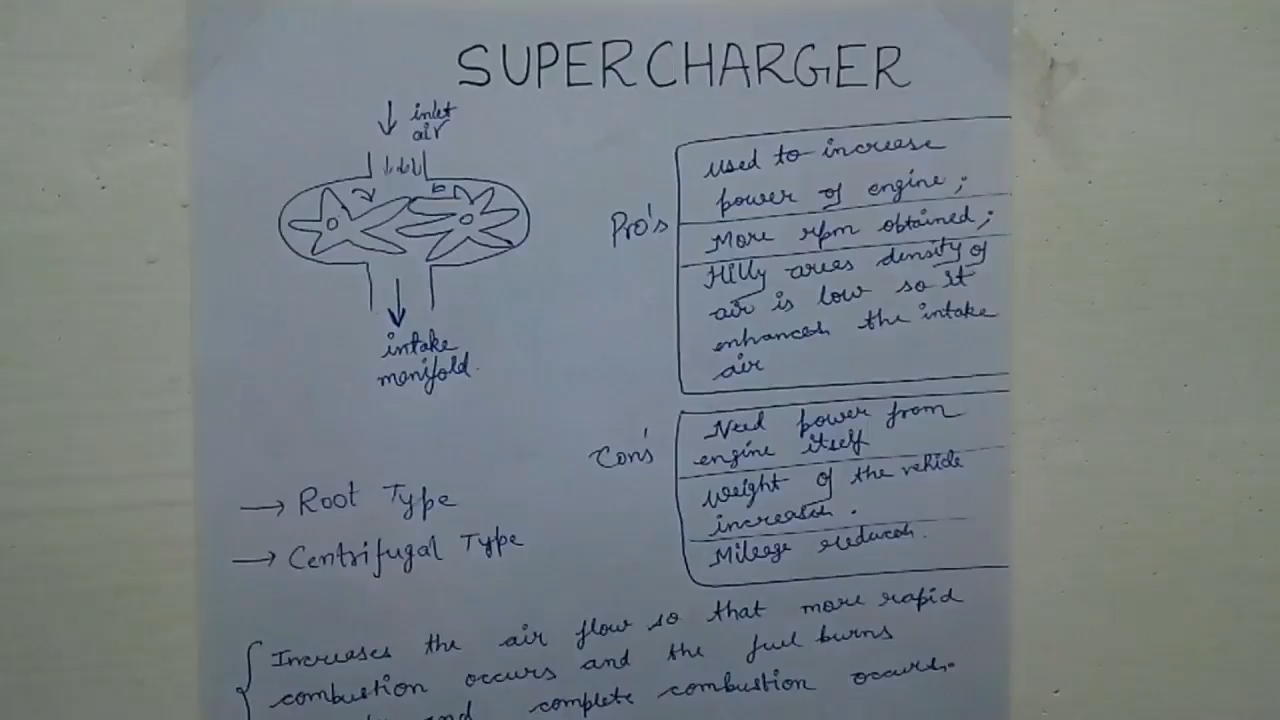 SUPERCHARGER
inlet
air
intake
manifold.
Pro's
Used to increase
power of engine;
More rpm obtained;
Hilly areas density of
air is low so it
enhances the intake
air
Con's
Need power from
engine itself
Weight of the vehicle
increases.
Mileage reduces.
→ Root Type
→ Centrifugal Type
Increases the air flow so that more rapid
combustion occurs and the fuel burns
and complete combustion occurs.